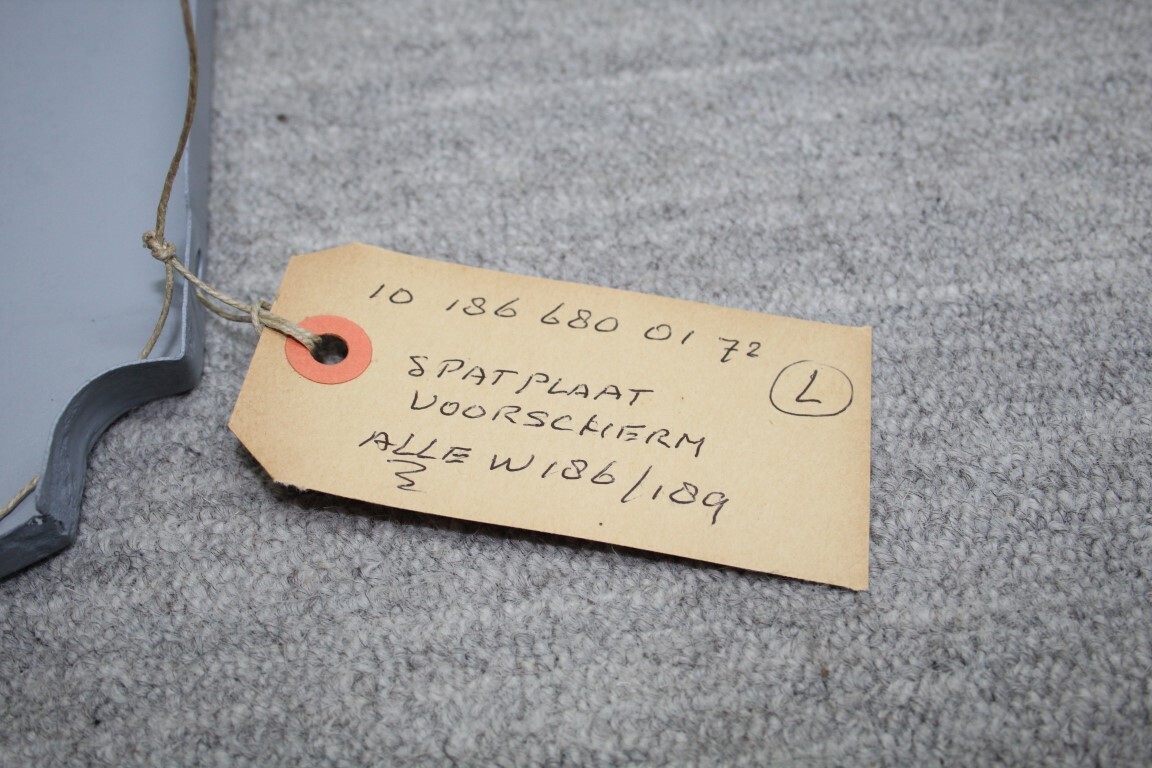 10 186 680 01 72
L
SPATPLAAT
VOORSCHERM
ALLE W186/189